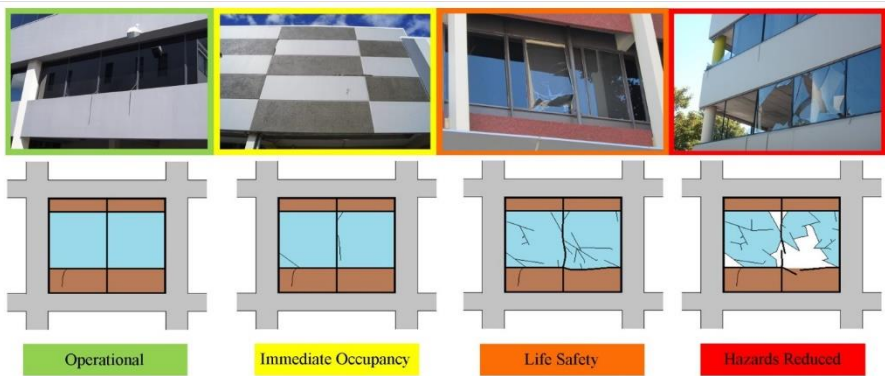 Operational
Immediate Occupancy
Life Safety
Hazards Reduced